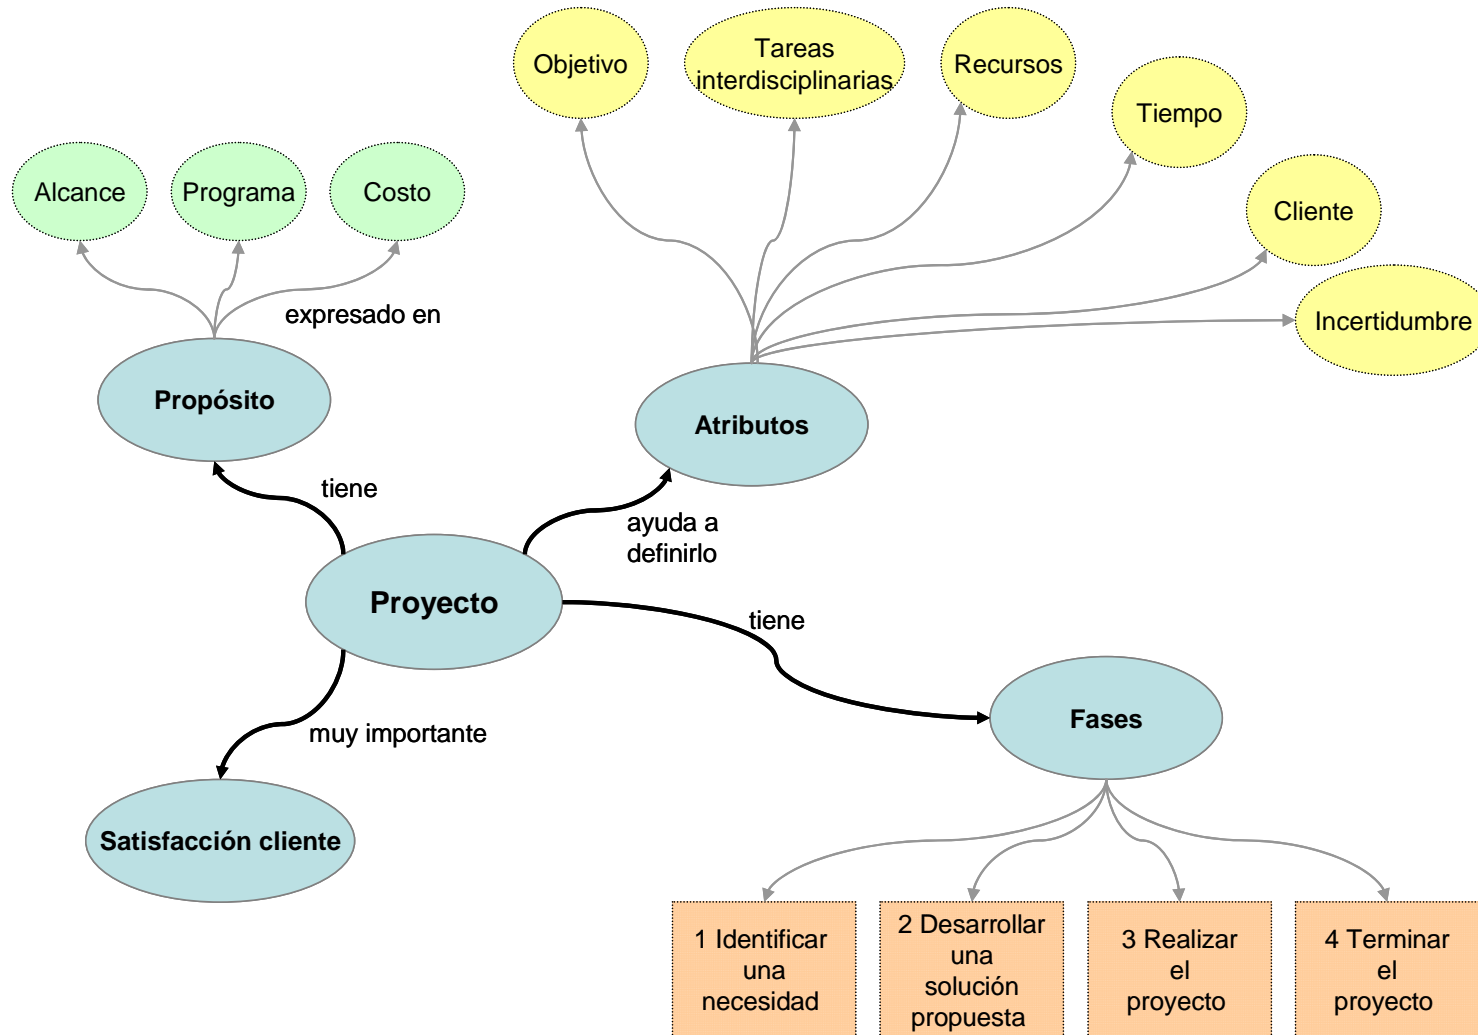 Objetivo
Tareas
interdisciplinarias
Recursos
Tiempo
Alcance
Programa
Costo
Cliente
expresado en
Incertidumbre
Propósito
Atributos
tiene
ayuda a
definirlo
Proyecto
tiene
Fases
muy importante
Satisfacción cliente
1 Identificar
una
necesidad
2 Desarrollar
una
solución
propuesta
3 Realizar
el
proyecto
4 Terminar
el
proyecto